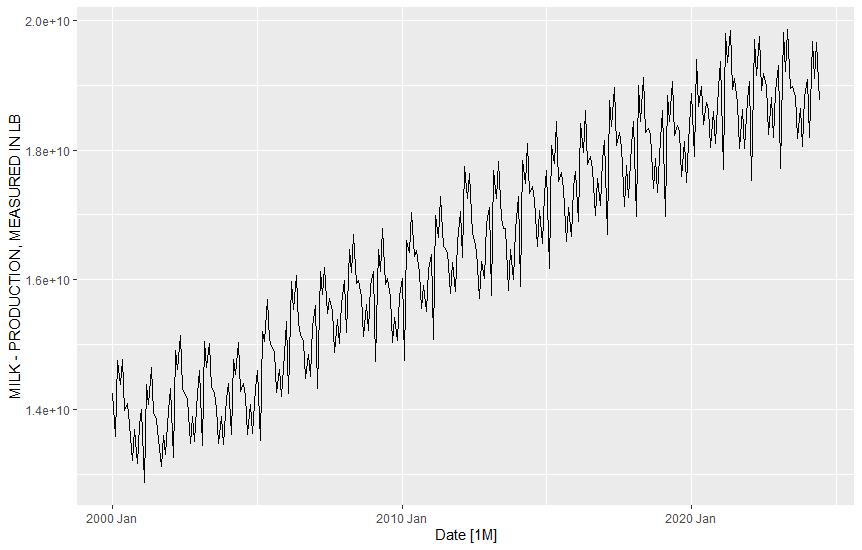 2.0e+10
1.8e+10
1.6e+10
1.4e+10
MILK - PRODUCTION, MEASURED IN LB
2000 Jan
2010 Jan
2020 Jan
Date [1M]